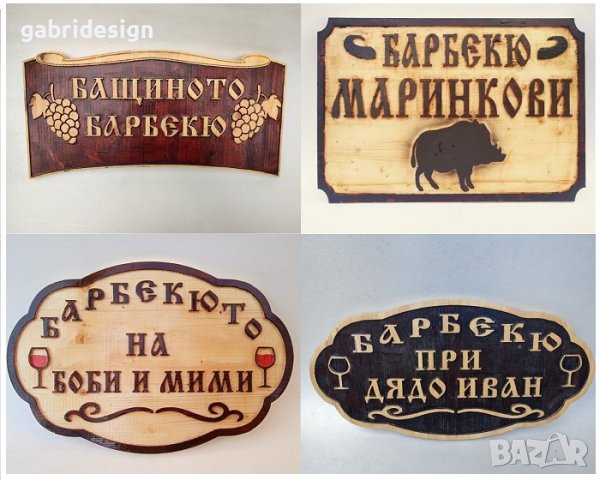 gabridesign
БАЩИНОТО
БАРБЕКЮ
БАРБЕКЮ
МАРИНКОВИ
БАРБЕКЮТО
НА
БОБИ И МИМИ
БАРБЕКЮ
ПРИ
ДЯДО ИВАН
BAZAR